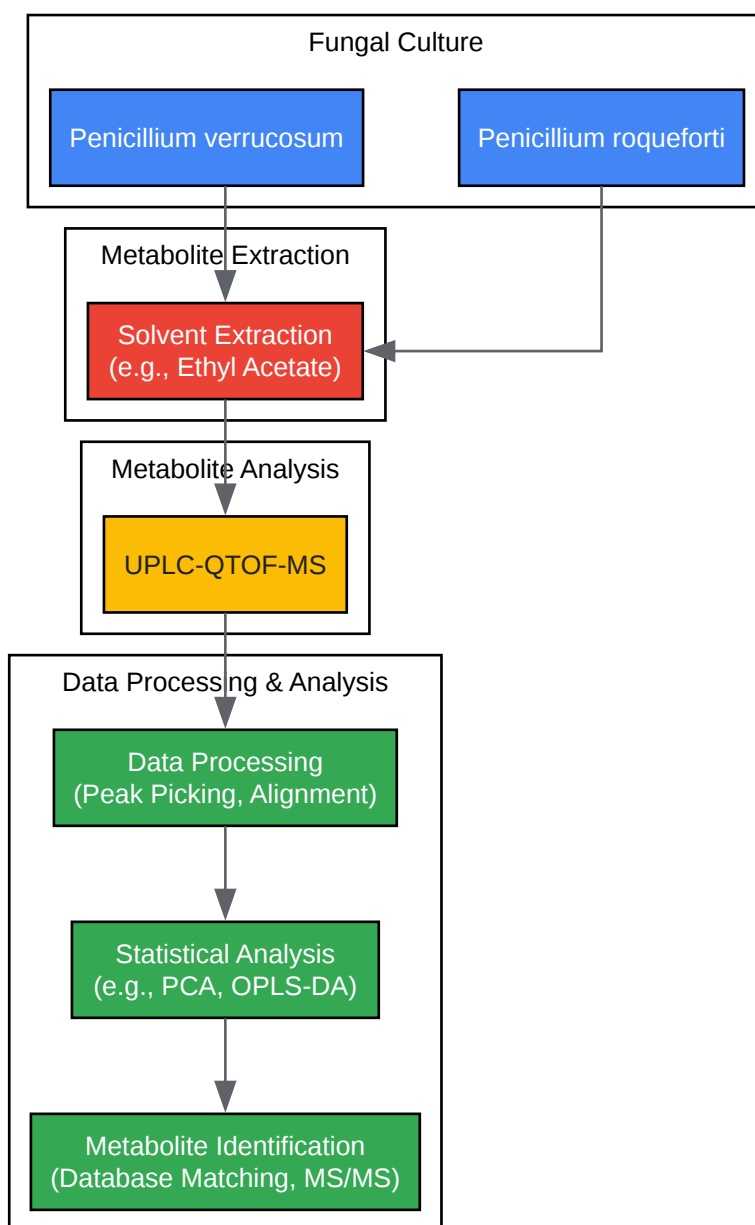 Fungal Culture
Penicillium verrucosum
Penicillium roqueforti
Metabolite Extraction
Solvent Extraction
(e.g., Ethyl Acetate)
Metabolite Analysis
UPLC-QTOF-MS
Data Processing & Analysis
Data Processing
(Peak Picking, Alignment)
Statistical Analysis
(e.g., PCA, OPLS-DA)
Metabolite Identification
(Database Matching, MS/MS)